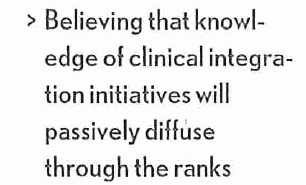 > Believing that knowl-
edge of clinical integra-
tion initiatives will
passively diffuse
through the ranks